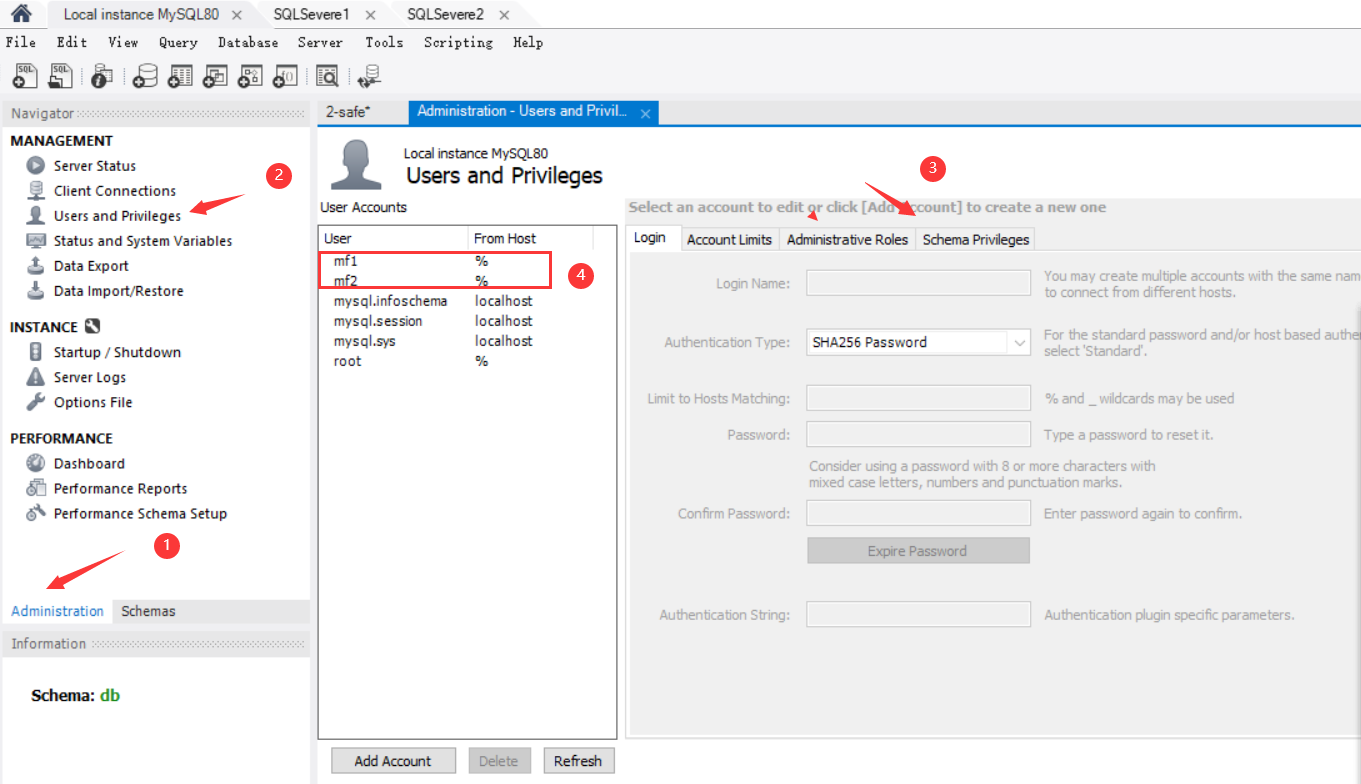 Local instance MySQL80 × SQLSevere1 × SQLSevere2 ×
File Edit View Query Database Server Tools Scripting Help
SQL SQL
Navigator
MANAGEMENT
Server Status
Client Connections
Users and Privileges
Status and System Variables
Data Export
Data Import/Restore
INSTANCE
Startup / Shutdown
Server Logs
Options File
PERFORMANCE
Dashboard
Performance Reports
Performance Schema Setup
Administration Schemas
Information
Schema: db
1
2
2-safe* Administration - Users and Privil... ×
Local instance MySQL80
Users and Privileges
3
User Accounts
User From Host
mf1 %
mf2 %
mysql.infoschema localhost
mysql.session localhost
mysql.sys localhost
root %
4
Add Account Delete Refresh
Select an account to edit or click [Add Account] to create a new one
Login Account Limits Administrative Roles Schema Privileges
Login Name: You may create multiple accounts with the same nam
to connect from different hosts.
Authentication Type: SHA256 Password For the standard password and/or host based authe
select 'Standard'.
Limit to Hosts Matching: % and _ wildcards may be used
Password: Type a password to reset it.
Consider using a password with 8 or more characters with
mixed case letters, numbers and punctuation marks.
Confirm Password: Enter password again to confirm.
Expire Password
Authentication String: Authentication plugin specific parameters.